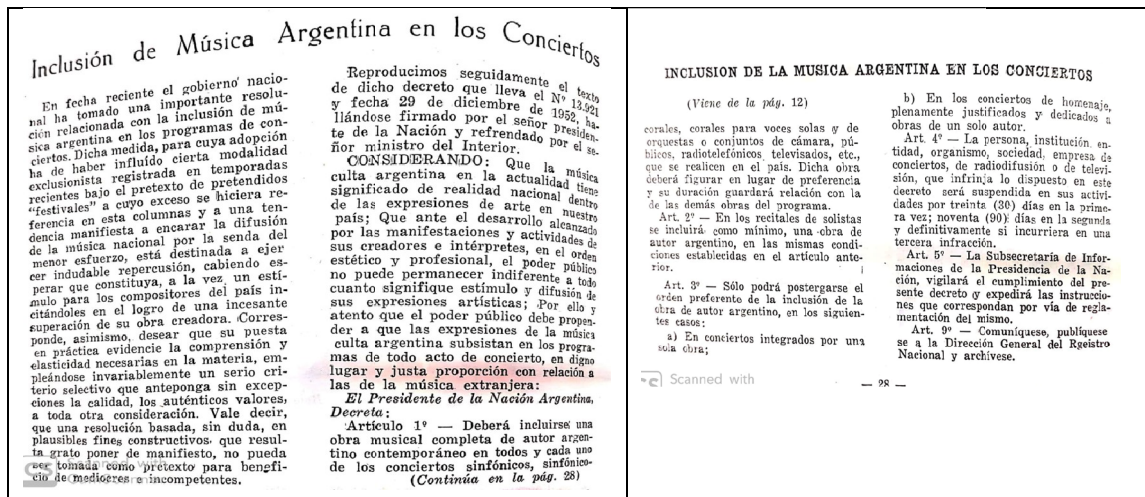 Inclusión de Música Argentina en los Conciertos
En fecha reciente el gobierno nacio-
nal ha tomado una importante resolu-
ción relacionada con la inclusión de mú-
sica argentina en los programas de con-
ciertos. Dicha medida, para cuya adopción
ha de haber influído cierta modalidad
exclusionista registrada en temporadas
recientes bajo el pretexto de pretendidos
"festivales" a cuyo exceso se hiciera re-
ferencia en esta columnas y a una ten-
dencia manifiesta a encarar la difusión
de la música nacional por la senda del
menor esfuerzo, está destinada a ejer
cer indudable repercusión, cabiendo es-
perar que constituya, a la vez, un estí-
mulo para los compositores del país in-
citándoles en el logro de una incesante
superación de su obra creadora. Corres-
ponde, asimismo, desear que su puesta
en práctica evidencie la comprensión y
elasticidad necesarias en la materia, em-
pleándose invariablemente un serio cri-
terio selectivo que anteponga sin excep-
ciones la calidad, los auténticos valores,
a toda otra consideración. Vale decir,
que una resolución basada, sin duda, en
plausibles fines constructivos, que resul-
ta grato poner de manifiesto, no pueda
ser tomada como pretexto para benefi-
cio de mediocres e incompetentes.
Reproducimos seguidamente el texto
de dicho decreto que lleva el Nº 13.921
y fecha 29 de diciembre de 1952, ha-
llándose firmado por el señor presiden-
te de la Nación y refrendado por el se-
ñor ministro del Interior.
CONSIDERANDO: Que la música
culta argentina en la actualidad tiene
significado de realidad nacional dentro
de las expresiones de arte en nuestro
país; Que ante el desarrollo alcanzado
por las manifestaciones y actividades de
sus creadores e intérpretes, en el orden
estético y profesional, el poder público
no puede permanecer indiferente a todo
cuanto signifique estímulo y difusión de
sus expresiones artísticas; Por ello y
atento que el poder público debe propen-
der a que las expresiones de la música
culta argentina subsistan en los progra-
mas de todo acto de concierto, en digno
lugar y justa proporción con relación a
las de la música extranjera:
El Presidente de la Nación Argentina,
Decreta:
Artículo 1º — Deberá incluirse una
obra musical completa de autor argen-
tino contemporáneo en todos y cada uno
de los conciertos sinfónicos, sinfónico-
(Continúa en la pág. 28)
CS Scanned with
INCLUSION DE LA MUSICA ARGENTINA EN LOS CONCIERTOS
(Viene de la pág. 12)
corales, corales para voces solas y de
orquestas o conjuntos de cámara, pú-
blicos, radiotelefónicos, televisados, etc.,
que se realicen en el país. Dicha obra
deberá figurar en lugar de preferencia
y su duración guardará relación con la
de las demás obras del programa.
Art. 2º — En los recitales de solistas
se incluirá como mínimo, una obra de
autor argentino, en las mismas condi-
ciones establecidas en el artículo ante-
rior.
Art. 3º — Sólo podrá postergarse el
orden preferente de la inclusión de la
obra de autor argentino, en los siguien-
tes casos:
a) En conciertos integrados por una
sola obra;
b) En los conciertos de homenaje,
plenamente justificados y dedicados a
obras de un solo autor.
Art. 4º — La persona, institución, en-
tidad, organismo, sociedad, empresa de
conciertos, de radiodifusión o de televi-
sión, que infrinja lo dispuesto en este
decreto será suspendida en sus activi-
dades por treinta (30) días en la prime-
ra vez; noventa (90) días en la segunda
y definitivamente si incurriera en una
tercera infracción.
Art. 5º — La Subsecretaría de Infor-
maciones de la Presidencia de la Na-
ción, vigilará el cumplimiento del pre-
sente decreto y expedirá las instruccio-
nes que correspondan por vía de regla-
mentación del mismo.
Art. 9º — Comuníquese, publíquese
se a la Dirección General del Rgeistro
Nacional y archívese.
Scanned with
— 28 —